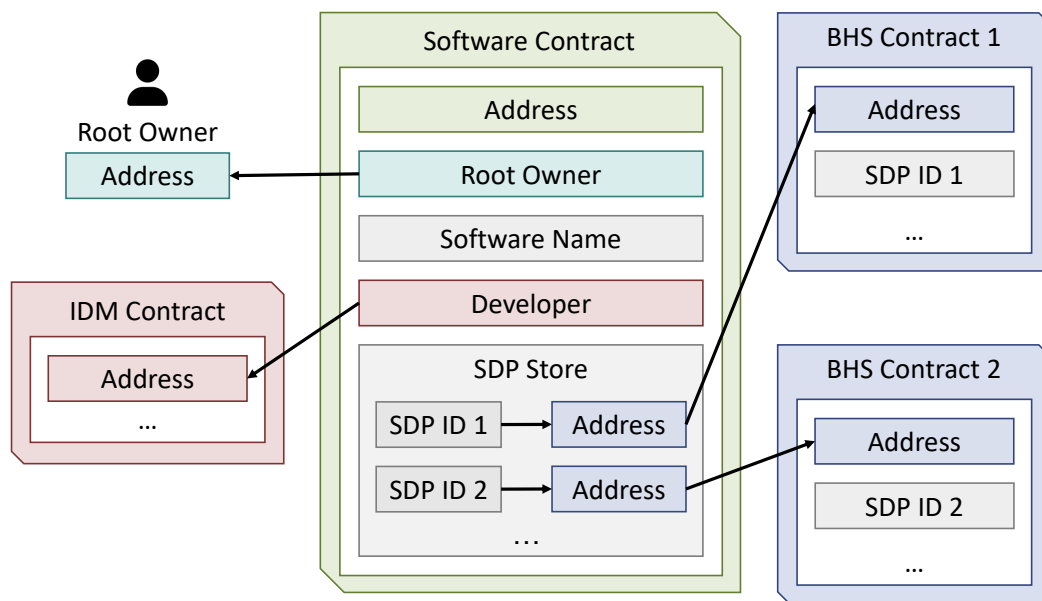 Root Owner
Address
IDM Contract
Address
...
Software Contract
Address
Root Owner
Software Name
Developer
SDP Store
SDP ID 1
Address
SDP ID 2
Address
...
BHS Contract 1
Address
SDP ID 1
...
BHS Contract 2
Address
SDP ID 2
...